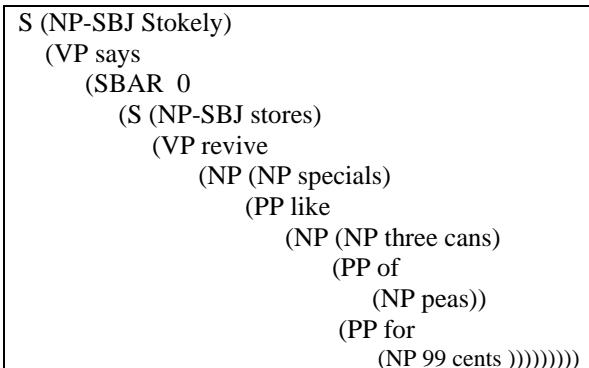 S (NP-SBJ Stokely)
(VP says
(SBAR 0
(S (NP-SBJ stores)
(VP revive
(NP (NP specials)
(PP like
(NP (NP three cans)
(PP of
(NP peas))
(PP for
(NP 99 cents )))))))))